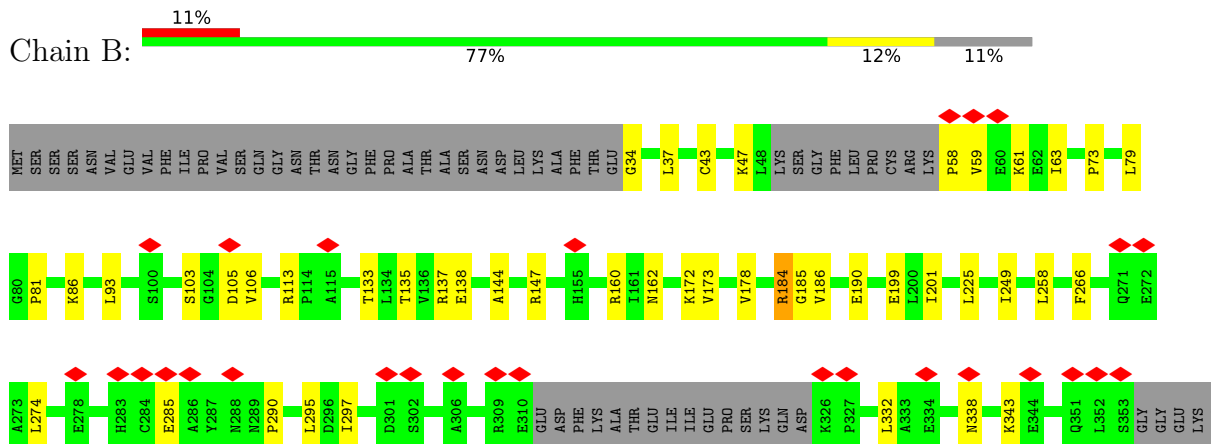 11%
Chain B:
77% 12% 11%
MET SER SER SER ASN VAL GLU VAL PHE ILE PRO VAL SER GLN GLY ASN THR ASN GLY PHE PRO ALA THR ALA SER ASN ASP LEU LYS ALA PHE THR GLU G34 L37 C43 K47 L48 LYS SER GLY PHE LEU PRO CYS ARG LYS P58 V59 E60 K61 E62 I63 P73 L79
G80 P81 K86 L93 S100 S103 G104 D105 V106 R113 P114 A115 T133 L134 T135 V136 R137 E138 A144 R147 H155 R160 I161 N162 K172 V173 V178 R184 G185 V186 E190 E199 L200 I201 L225 I249 L258 F266 Q271 E272
A273 L274 E278 H283 C284 E285 A286 Y287 N288 N289 P290 L295 D296 I297 D301 S302 A306 R309 E310 GLU ASP PHE LYS ALA THR GLU ILE ILE GLU PRO SER LYS GLN ASP K326 P327 L332 A333 E334 N338 K343 E344 Q351 L352 S353 GLY GLY GLU LYS